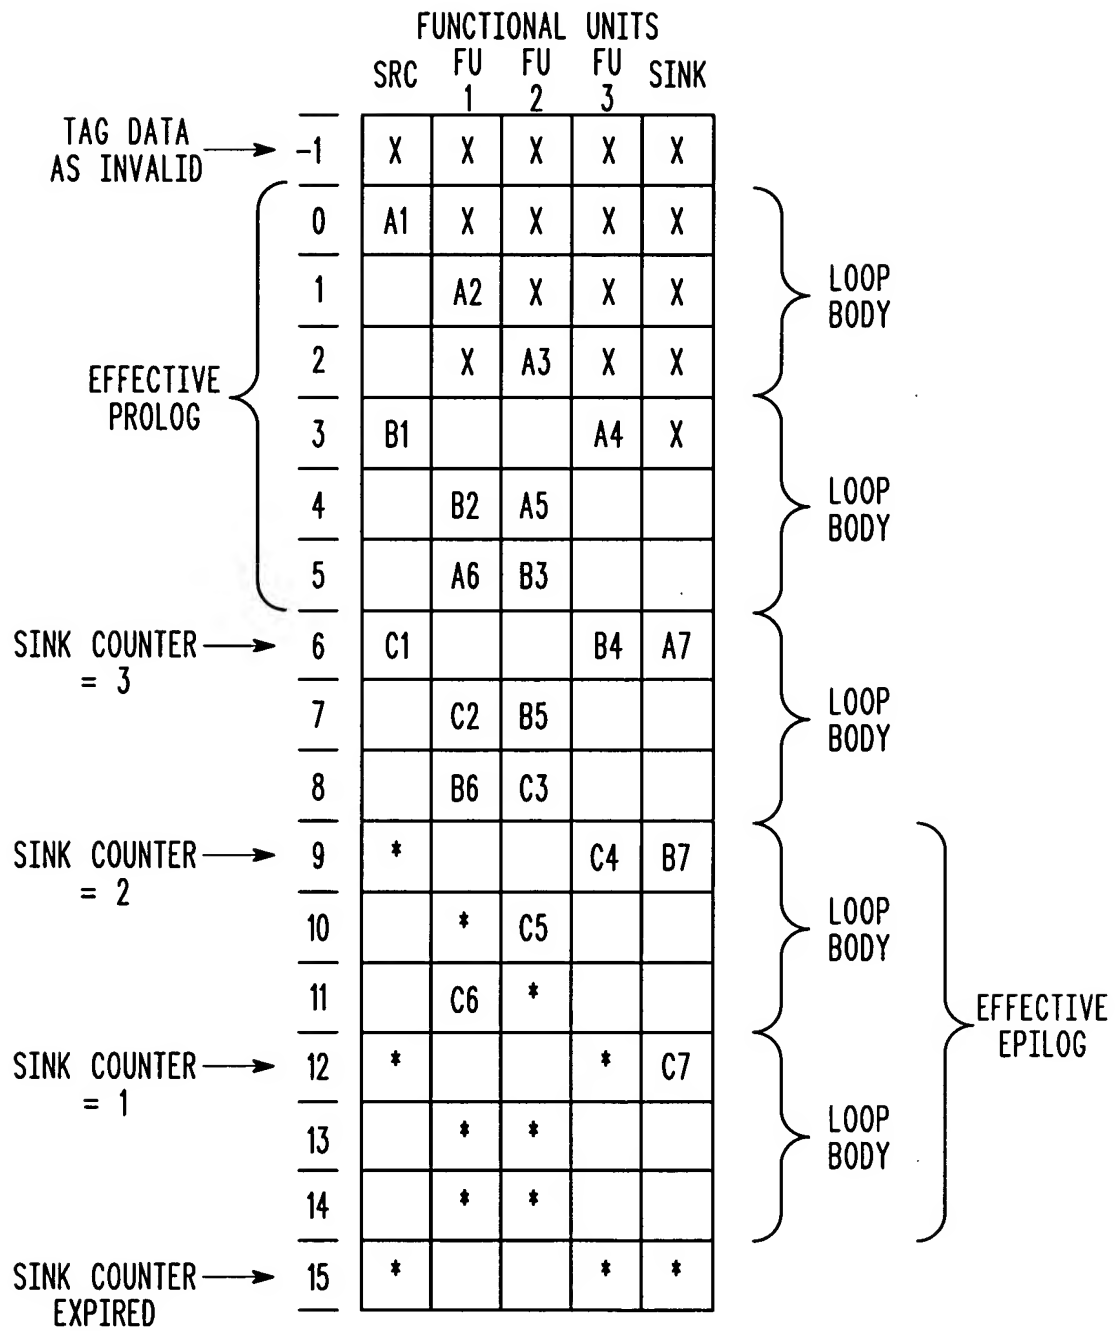 FUNCTIONAL UNITS
SRC FU 1 FU 2 FU 3 SINK
TAG DATA AS INVALID -1 X X X X X
0 A1 X X X X
1 A2 X X X
LOOP BODY
2 X A3 X X
EFFECTIVE PROLOG
3 B1 A4 X
4 B2 A5
LOOP BODY
5 A6 B3
SINK COUNTER = 3 6 C1 B4 A7
7 C2 B5
LOOP BODY
8 B6 C3
SINK COUNTER = 2 9 * C4 B7
10 * C5
LOOP BODY
11 C6 *
EFFECTIVE EPILOG
SINK COUNTER = 1 12 * * C7
13 * *
LOOP BODY
14 * *
SINK COUNTER EXPIRED 15 * * *